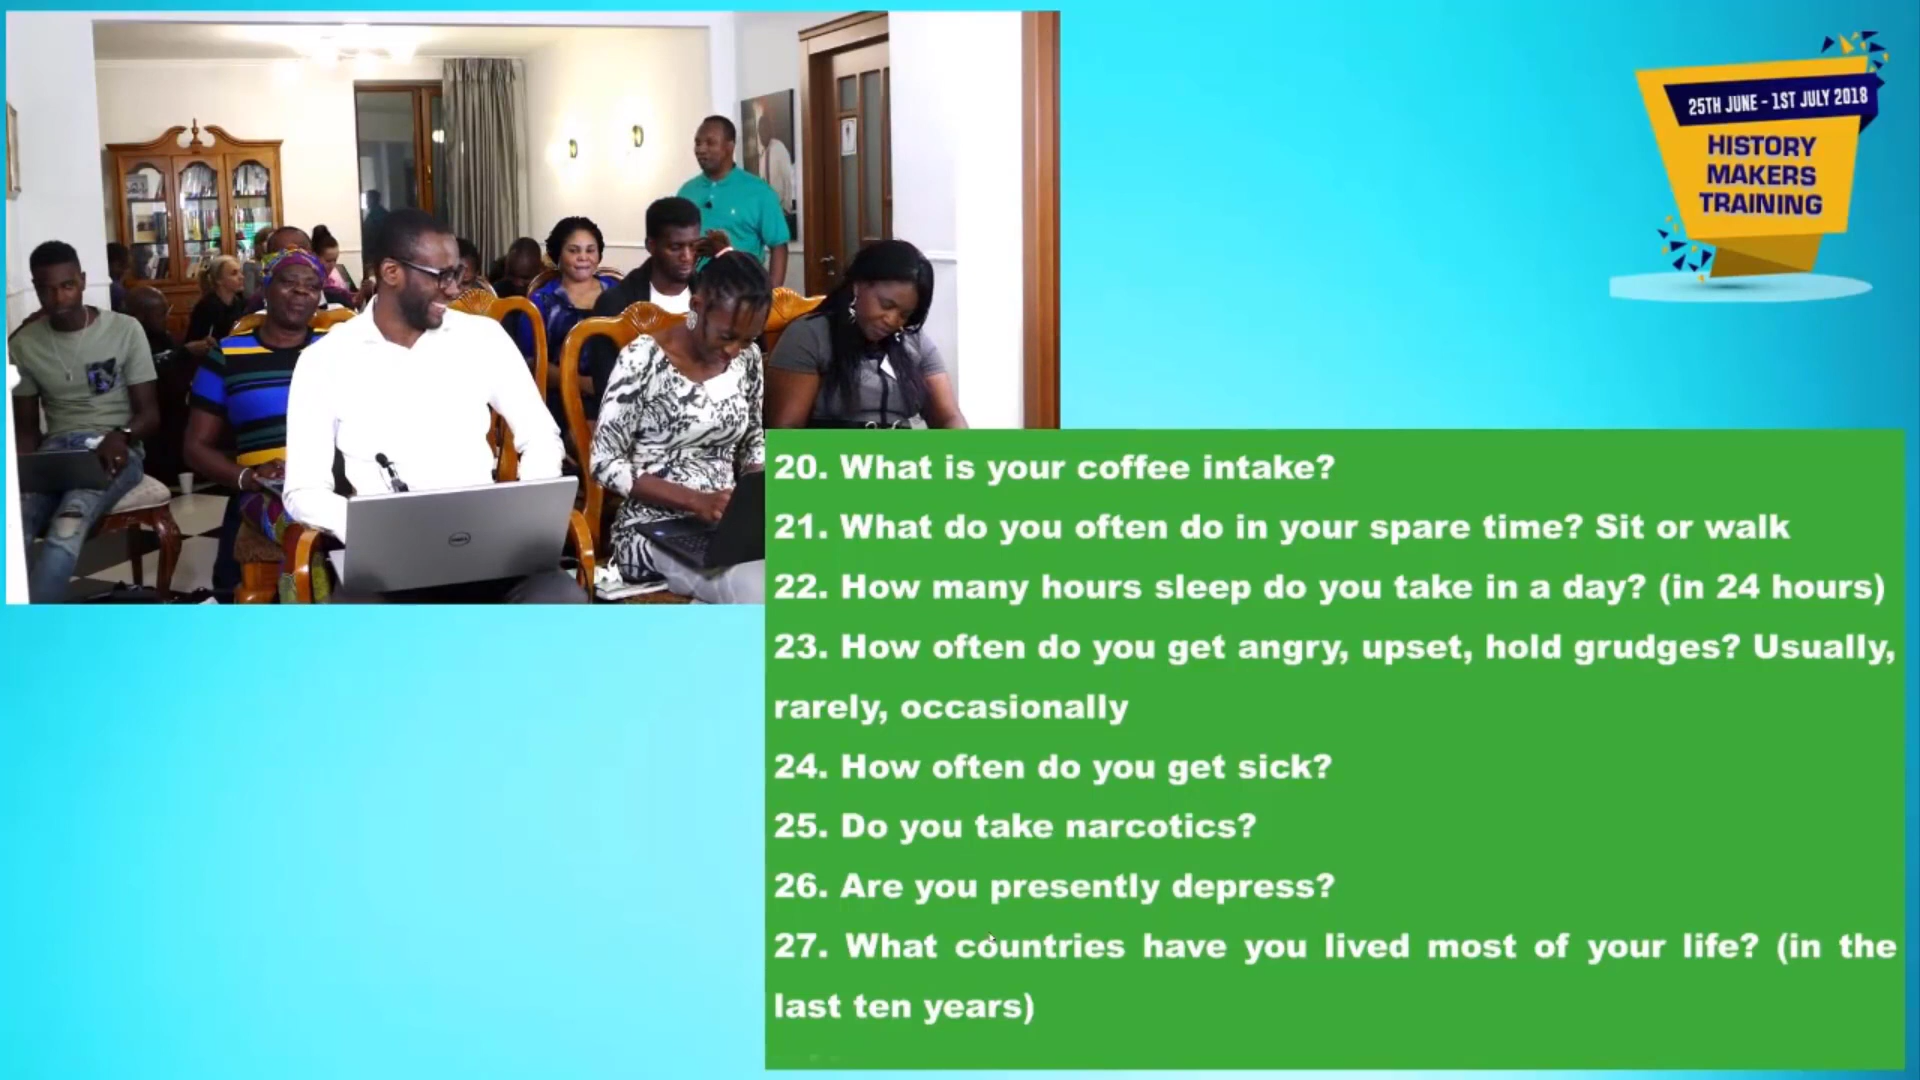 25TH JUNE - 1ST JULY 2018
HISTORY
MAKERS
TRAINING
DELL
20. What is your coffee intake?
21. What do you often do in your spare time? Sit or walk
22. How many hours sleep do you take in a day? (in 24 hours)
23. How often do you get angry, upset, hold grudges? Usually,
rarely, occasionally
24. How often do you get sick?
25. Do you take narcotics?
26. Are you presently depress?
27. What countries have you lived most of your life? (in the
last ten years)